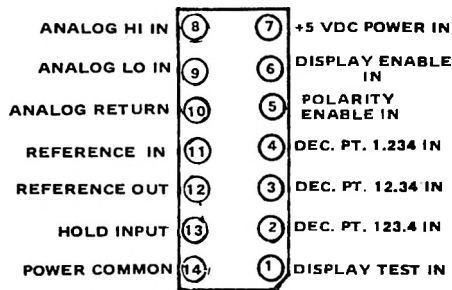 ANALOG HI IN 8 7 +5 VDC POWER IN
ANALOG LO IN 9 6 DISPLAY ENABLE IN
ANALOG RETURN 10 5 POLARITY ENABLE IN
REFERENCE IN 11 4 DEC. PT. 1.234 IN
REFERENCE OUT 12 3 DEC. PT. 12.34 IN
HOLD INPUT 13 2 DEC. PT. 123.4 IN
POWER COMMON 14 1 DISPLAY TEST IN